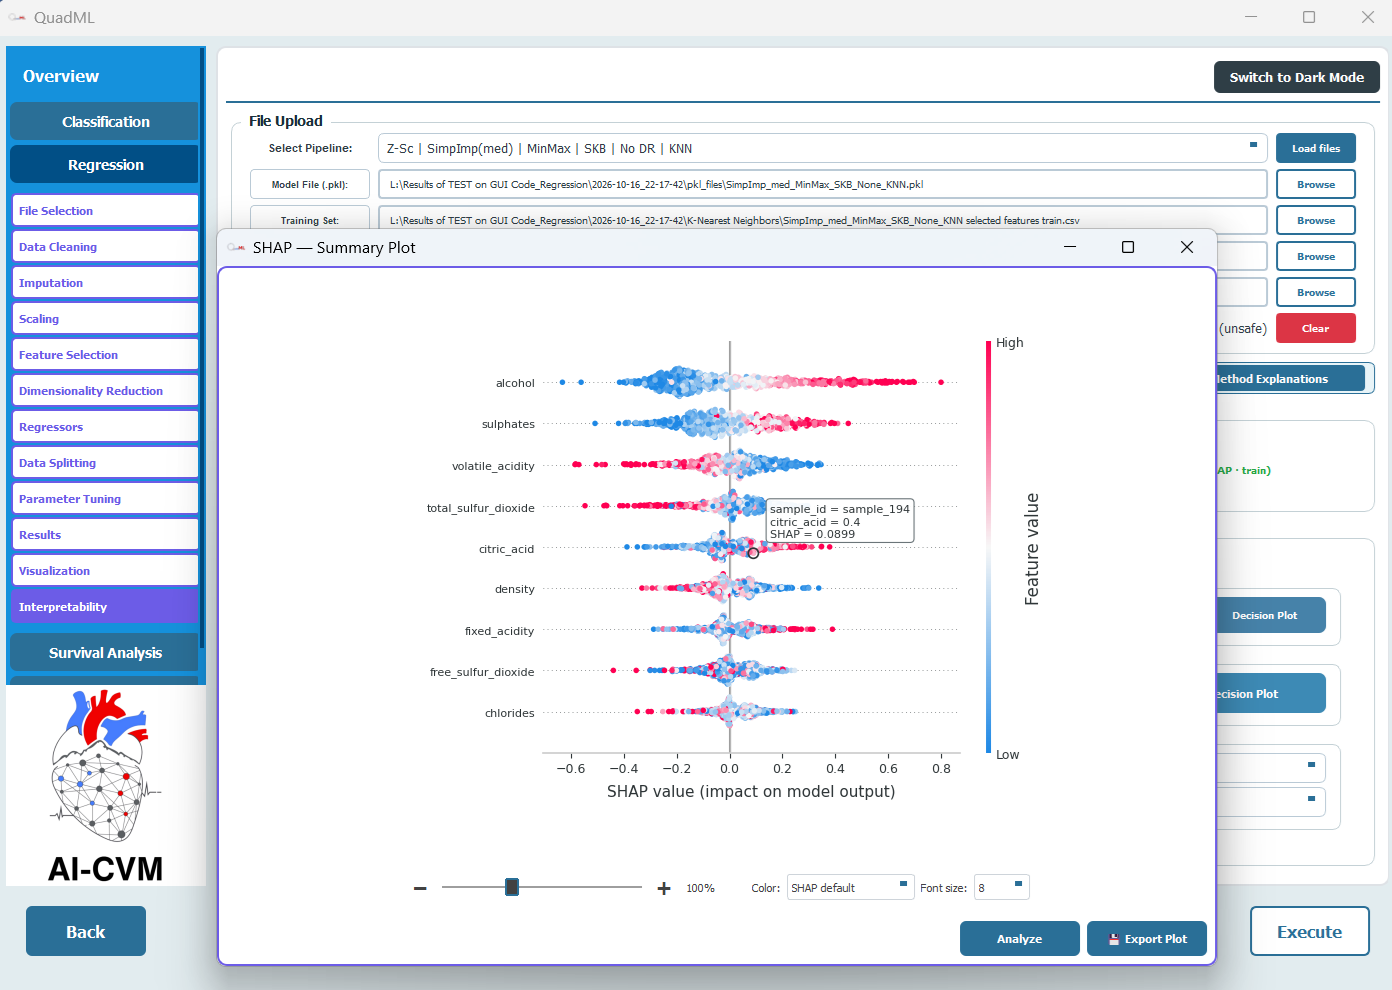 QuadML
Overview
Classification
Regression
File Selection
Data Cleaning
Imputation
Scaling
Feature Selection
Dimensionality Reduction
Regressors
Data Splitting
Parameter Tuning
Results
Visualization
Interpretability
Survival Analysis
AI-CVM
Back
Switch to Dark Mode
File Upload
Select Pipeline: Z-Sc | SimpImp(med) | MinMax | SKB | No DR | KNN Load files
Model File (.pkl): L:\Results of TEST on GUI Code_Regression\2026-10-16_22-17-42\pkl_files\SimpImp_med_MinMax_SKB_None_KNN.pkl Browse
Training Set: L:\Results of TEST on GUI Code_Regression\2026-10-16_22-17-42\K-Nearest Neighbors\SimpImp_med_MinMax_SKB_None_KNN selected features train.csv Browse
Browse
Browse
(unsafe) Clear
ethod Explanations
AP · train)
Decision Plot
ecision Plot
Execute
SHAP — Summary Plot
alcohol
sulphates
volatile_acidity
total_sulfur_dioxide
citric_acid
density
fixed_acidity
free_sulfur_dioxide
chlorides
sample_id = sample_194
citric_acid = 0.4
SHAP = 0.0899
−0.6 −0.4 −0.2 0.0 0.2 0.4 0.6 0.8
SHAP value (impact on model output)
High
Feature value
Low
− + 100% Color: SHAP default Font size: 8
Analyze Export Plot